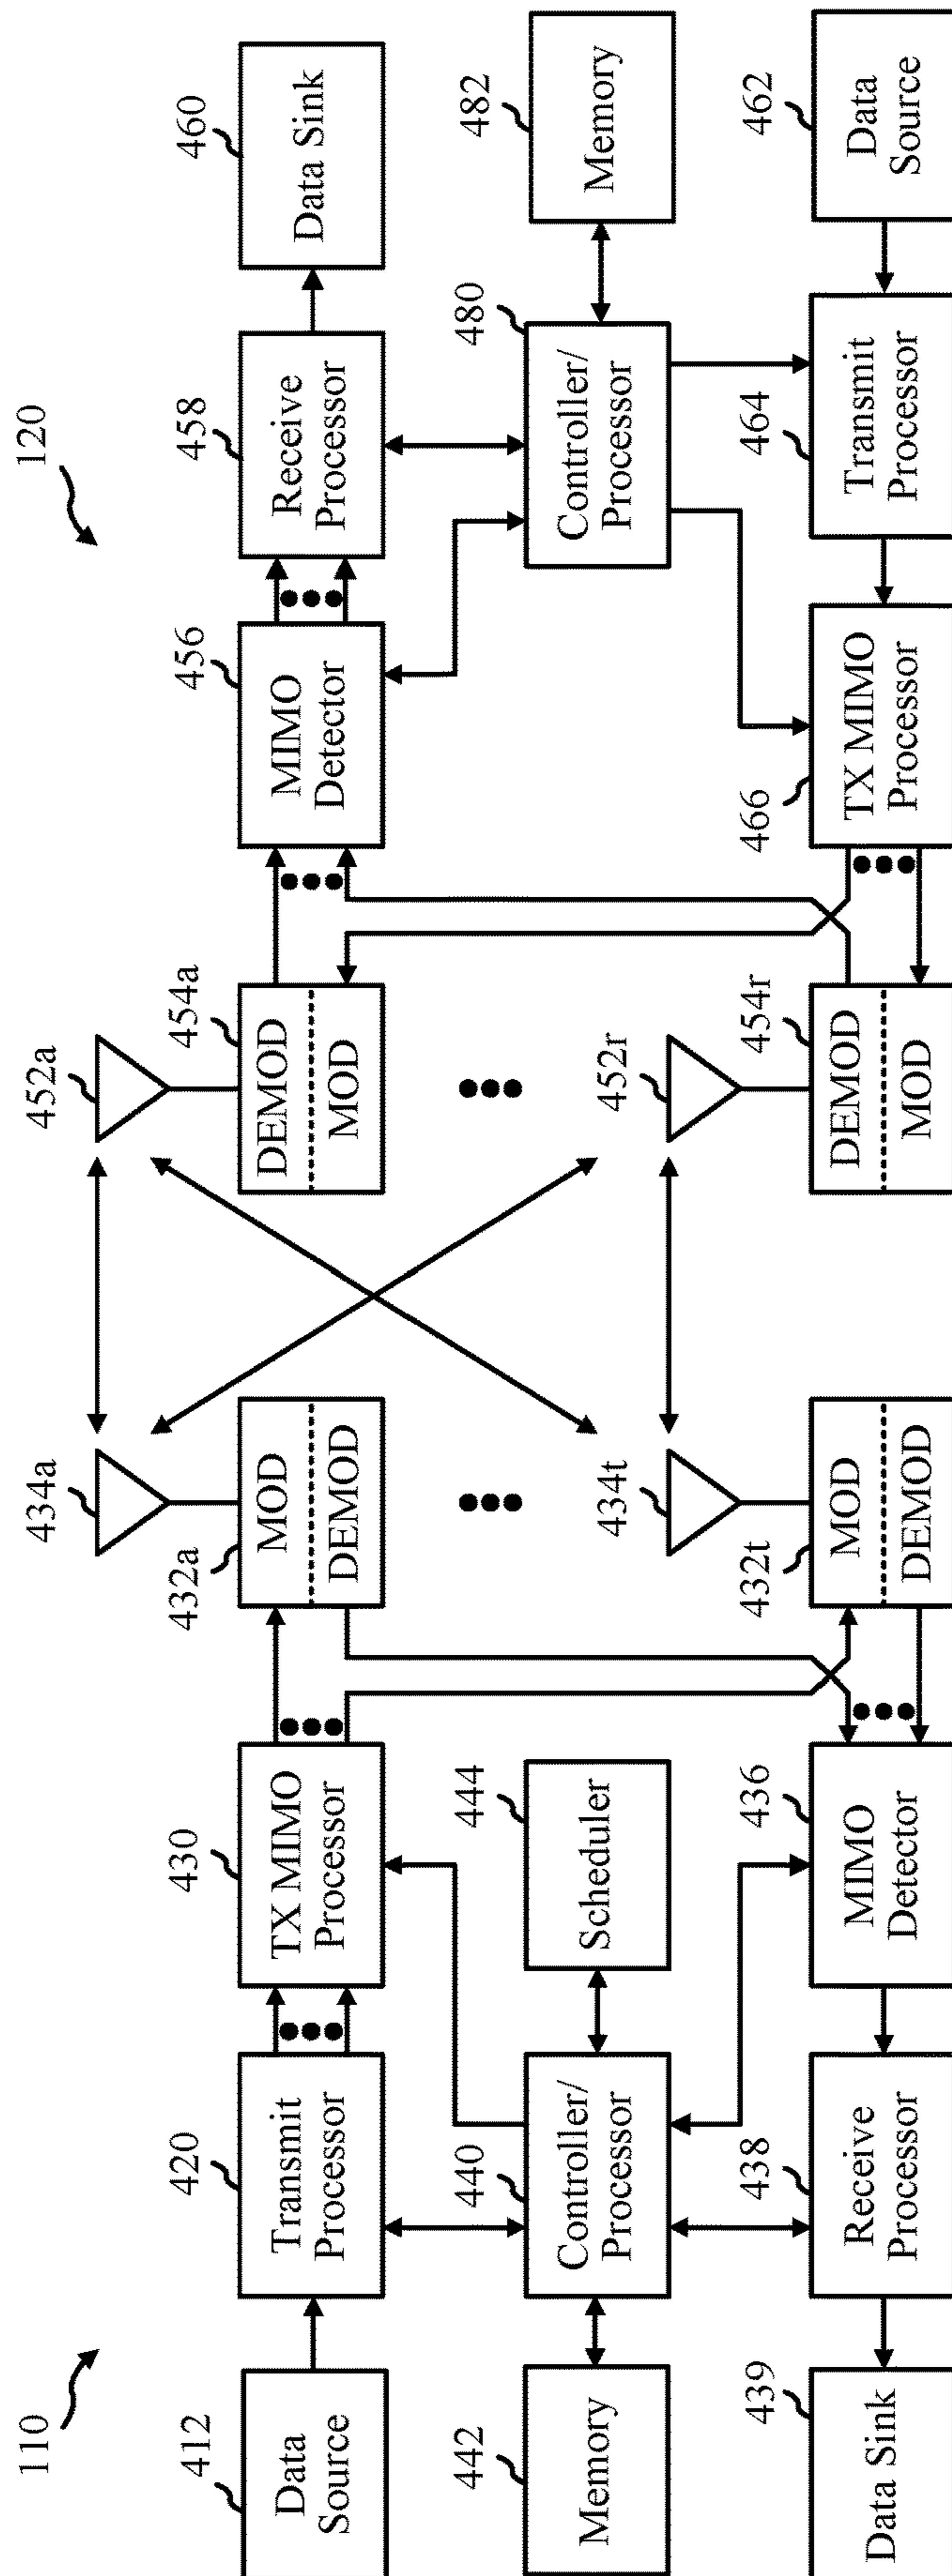 110
120
412
Data
Source
420
Transmit
Processor
430
TX MIMO
Processor
432a
MOD
DEMOD
434a
452a
454a
DEMOD
MOD
456
MIMO
Detector
458
Receive
Processor
460
Data Sink
442
Memory
440
Controller/
Processor
444
Scheduler
480
Controller/
Processor
482
Memory
439
Data Sink
438
Receive
Processor
436
MIMO
Detector
432t
MOD
DEMOD
434t
452r
454r
DEMOD
MOD
466
TX MIMO
Processor
464
Transmit
Processor
462
Data
Source